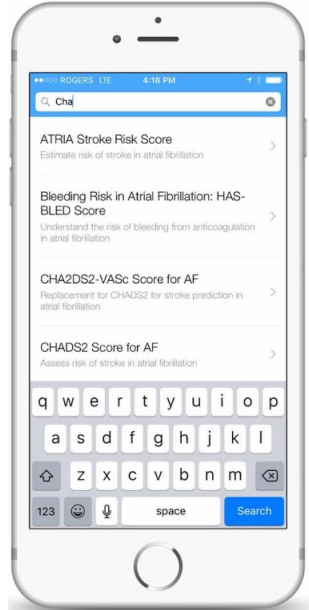 ROGERS LTE 4:18 PM
Cha
ATRIA Stroke Risk Score
Estimate risk of stroke in atrial fibrillation
Bleeding Risk in Atrial Fibrillation: HAS-
BLED Score
Understand the risk of bleeding from anticoagulation
in atrial fibrillation
CHA2DS2-VASc Score for AF
Replacement for CHADS2 for stroke prediction in
atrial fibrillation
CHADS2 Score for AF
Assess risk of stroke in atrial fibrillation
q w e r t y u i o p
a s d f g h j k l
z x c v b n m
123 space Search